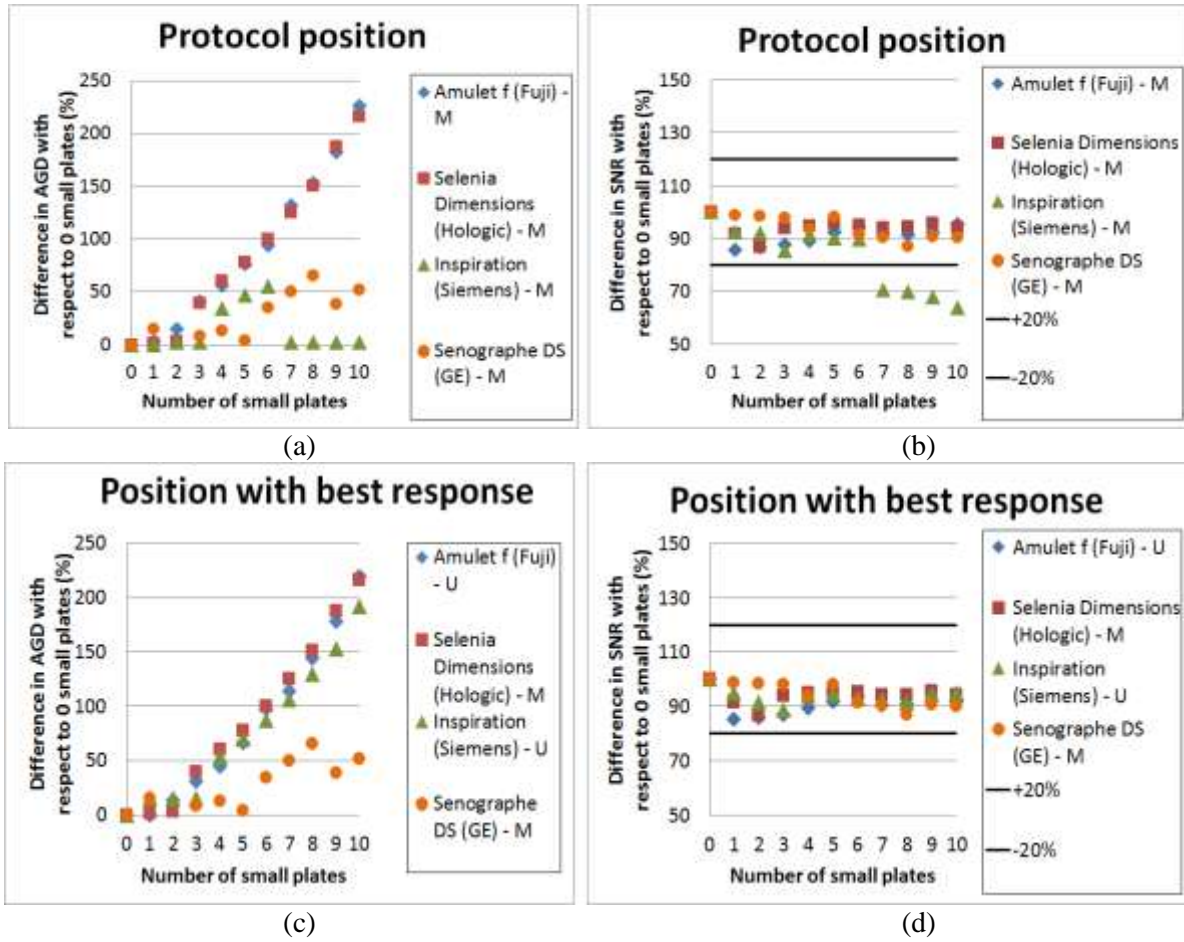 Protocol position
Difference in AGD with
respect to 0 small plates (%)
250
200
150
100
50
0
0 1 2 3 4 5 6 7 8 9 10
Number of small plates
Amulet f (Fuji) -
M
Selenia
Dimensions
(Hologic) - M
Inspiration
(Siemens) - M
Senographe DS
(GE) - M
(a)
Protocol position
Difference in SNR with
respect to 0 small plates (%)
150
130
110
90
70
50
0 1 2 3 4 5 6 7 8 9 10
Number of small plates
Amulet f (Fuji) - M
Selenia Dimensions
(Hologic) - M
Inspiration
(Siemens) - M
Senographe DS
(GE) - M
+20%
-20%
(b)
Position with best response
Difference in AGD with
respect to 0 small plates (%)
250
200
150
100
50
0
0 1 2 3 4 5 6 7 8 9 10
Number of small plates
Amulet f (Fuji)
- U
Selenia
Dimensions
(Hologic) - M
Inspiration
(Siemens) - U
Senographe
DS (GE) - M
(c)
Position with best response
Difference in SNR with
respect to 0 small plates (%)
150
130
110
90
70
50
0 1 2 3 4 5 6 7 8 9 10
Number of small plates
Amulet f (Fuji) - U
Selenia Dimensions
(Hologic) - M
Inspiration
(Siemens) - U
Senographe DS
(GE) - M
+20%
-20%
(d)